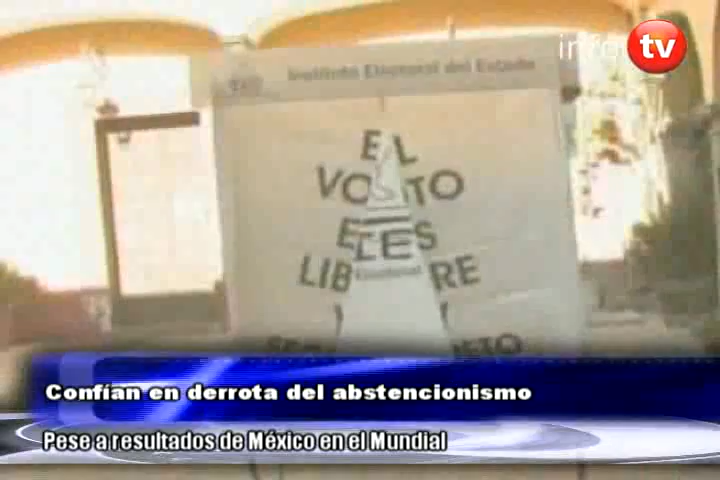 info tv
Instituto Electoral del Estado
EL
VOTO
ES
LIBRE
Confían en derrota del abstencionismo
Pese a resultados de México en el Mundial